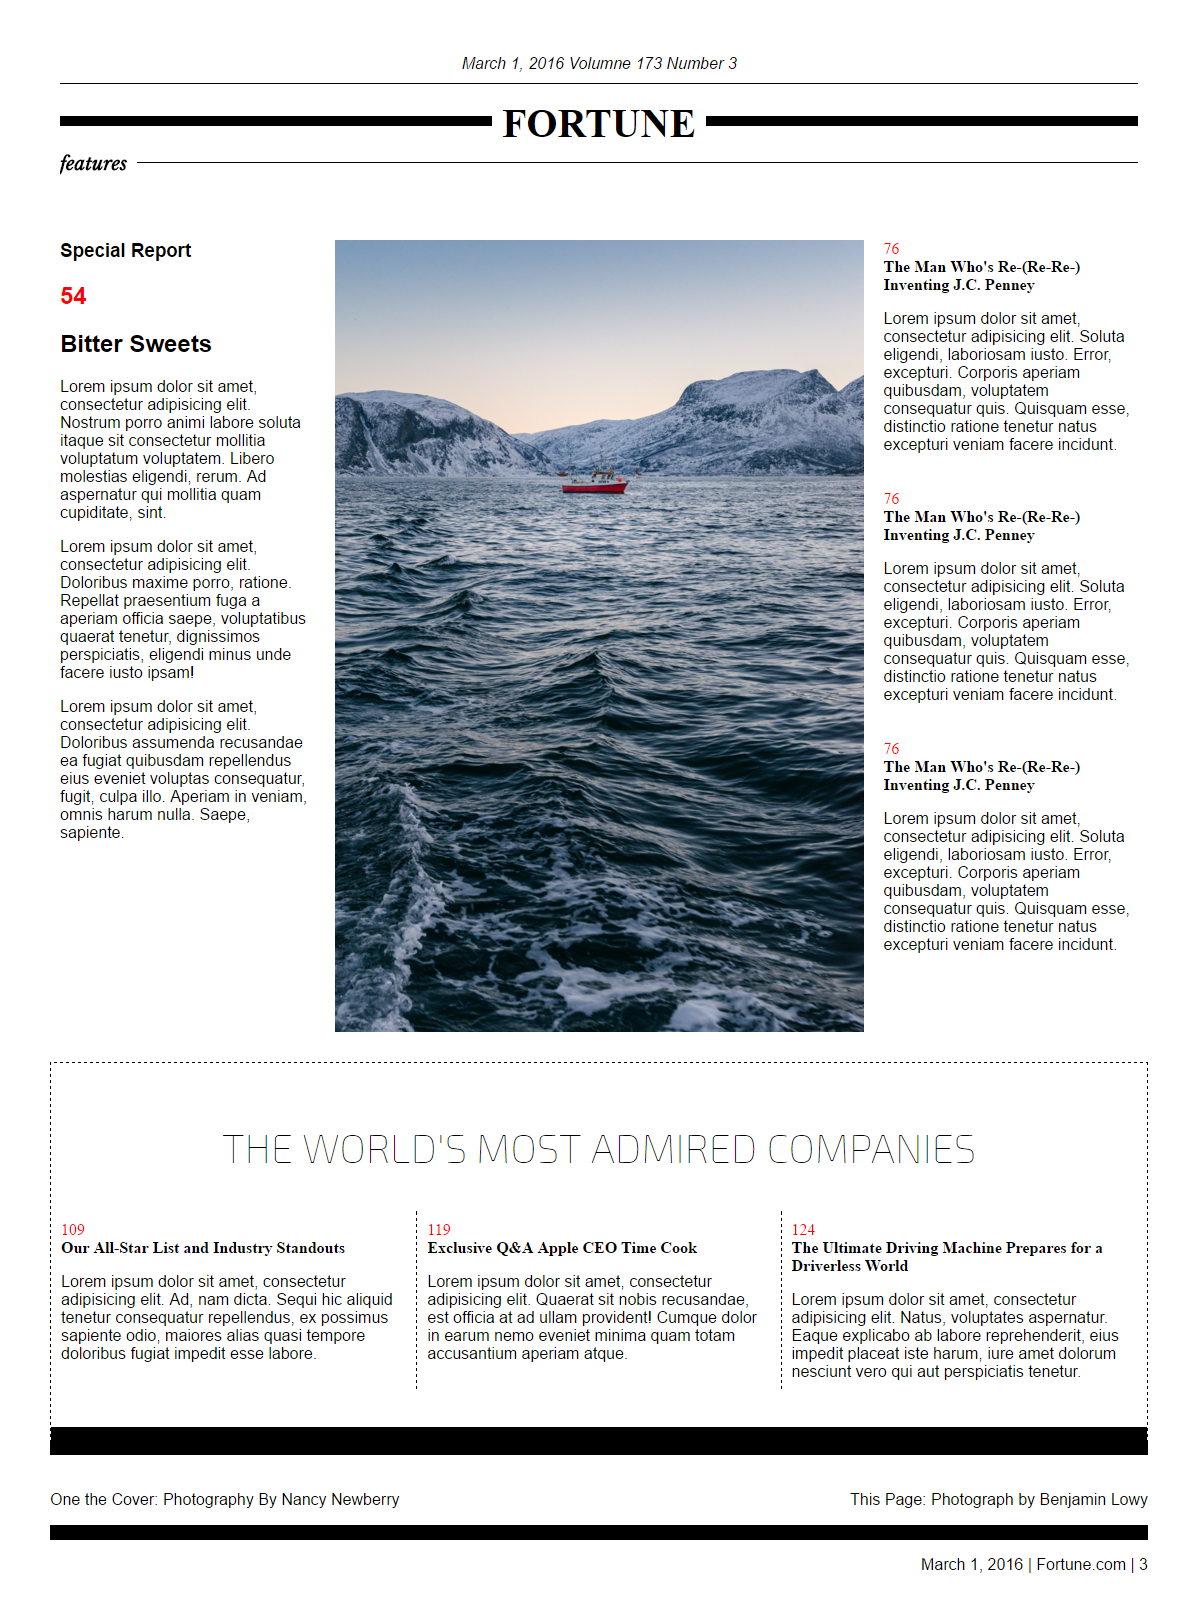 March 1, 2016 Volumne 173 Number 3
FORTUNE
features
Special Report
54
Bitter Sweets
Lorem ipsum dolor sit amet,
consectetur adipisicing elit.
Nostrum porro animi labore soluta
itaque sit consectetur mollitia
voluptatum voluptatem. Libero
molestias eligendi, rerum. Ad
aspernatur qui mollitia quam
cupiditate, sint.
Lorem ipsum dolor sit amet,
consectetur adipisicing elit.
Doloribus maxime porro, ratione.
Repellat praesentium fuga a
aperiam officia saepe, voluptatibus
quaerat tenetur, dignissimos
perspiciatis, eligendi minus unde
facere iusto ipsam!
Lorem ipsum dolor sit amet,
consectetur adipisicing elit.
Doloribus assumenda recusandae
ea fugiat quibusdam repellendus
eius eveniet voluptas consequatur,
fugit, culpa illo. Aperiam in veniam,
omnis harum nulla. Saepe,
sapiente.
76
The Man Who's Re-(Re-Re-)
Inventing J.C. Penney
Lorem ipsum dolor sit amet,
consectetur adipisicing elit. Soluta
eligendi, laboriosam iusto. Error,
excepturi. Corporis aperiam
quibusdam, voluptatem
consequatur quis. Quisquam esse,
distinctio ratione tenetur natus
excepturi veniam facere incidunt.
76
The Man Who's Re-(Re-Re-)
Inventing J.C. Penney
Lorem ipsum dolor sit amet,
consectetur adipisicing elit. Soluta
eligendi, laboriosam iusto. Error,
excepturi. Corporis aperiam
quibusdam, voluptatem
consequatur quis. Quisquam esse,
distinctio ratione tenetur natus
excepturi veniam facere incidunt.
76
The Man Who's Re-(Re-Re-)
Inventing J.C. Penney
Lorem ipsum dolor sit amet,
consectetur adipisicing elit. Soluta
eligendi, laboriosam iusto. Error,
excepturi. Corporis aperiam
quibusdam, voluptatem
consequatur quis. Quisquam esse,
distinctio ratione tenetur natus
excepturi veniam facere incidunt.
THE WORLD'S MOST ADMIRED COMPANIES
109
Our All-Star List and Industry Standouts
Lorem ipsum dolor sit amet, consectetur
adipisicing elit. Ad, nam dicta. Sequi hic aliquid
tenetur consequatur repellendus, ex possimus
sapiente odio, maiores alias quasi tempore
doloribus fugiat impedit esse labore.
119
Exclusive Q&A Apple CEO Time Cook
Lorem ipsum dolor sit amet, consectetur
adipisicing elit. Quaerat sit nobis recusandae,
est officia at ad ullam provident! Cumque dolor
in earum nemo eveniet minima quam totam
accusantium aperiam atque.
124
The Ultimate Driving Machine Prepares for a
Driverless World
Lorem ipsum dolor sit amet, consectetur
adipisicing elit. Natus, voluptates aspernatur.
Eaque explicabo ab labore reprehenderit, eius
impedit placeat iste harum, iure amet dolorum
nesciunt vero qui aut perspiciatis tenetur.
One the Cover: Photography By Nancy Newberry
This Page: Photograph by Benjamin Lowy
March 1, 2016 | Fortune.com | 3